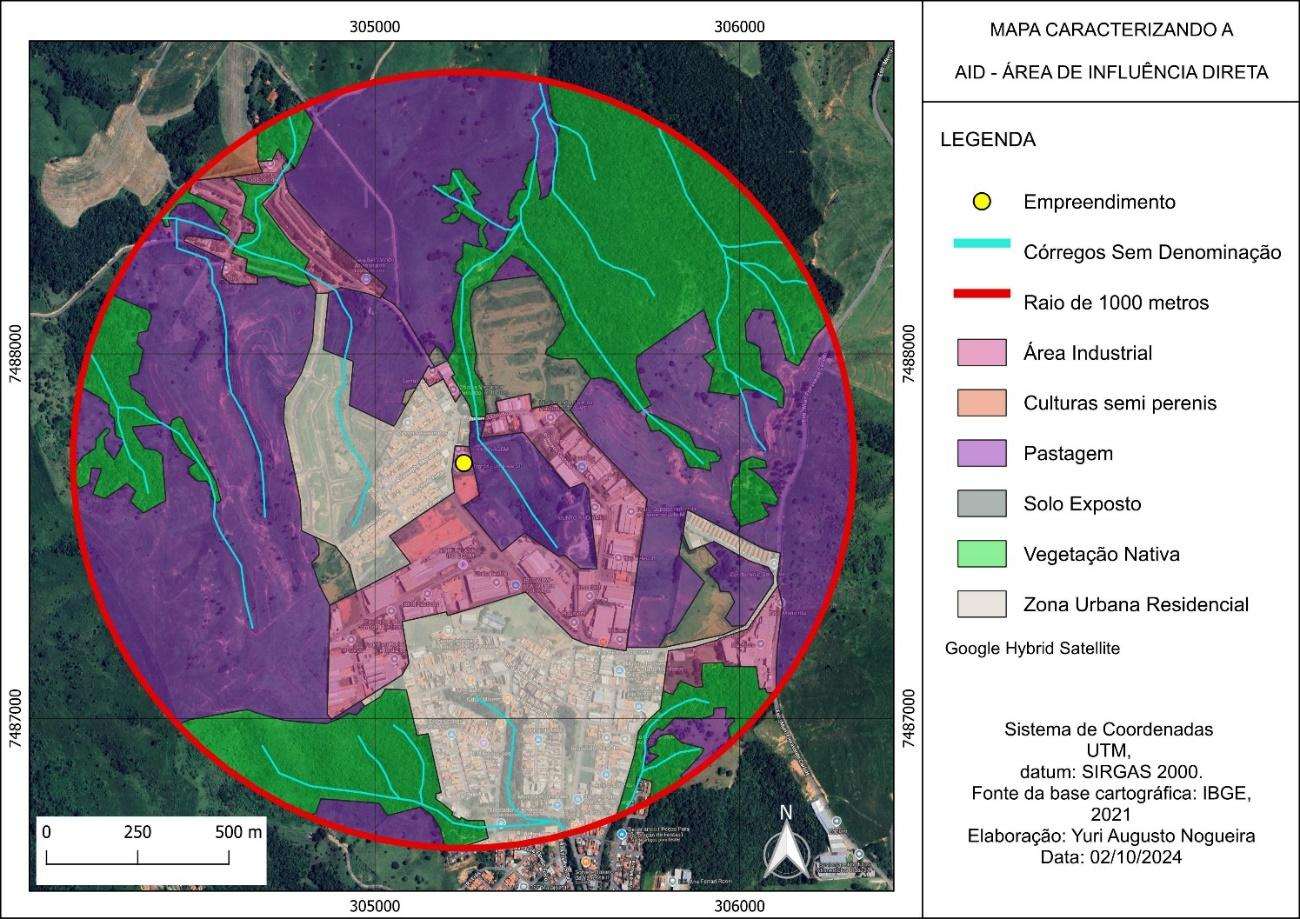 305000
306000
7488000
7488000
7487000
7487000
0
250
500 m
N
305000
306000
MAPA CARACTERIZANDO A
AID - ÁREA DE INFLUÊNCIA DIRETA
LEGENDA
Empreendimento
Córregos Sem Denominação
Raio de 1000 metros
Área Industrial
Culturas semi perenis
Pastagem
Solo Exposto
Vegetação Nativa
Zona Urbana Residencial
Google Hybrid Satellite
Sistema de Coordenadas
UTM,
datum: SIRGAS 2000.
Fonte da base cartográfica: IBGE,
2021
Elaboração: Yuri Augusto Nogueira
Data: 02/10/2024